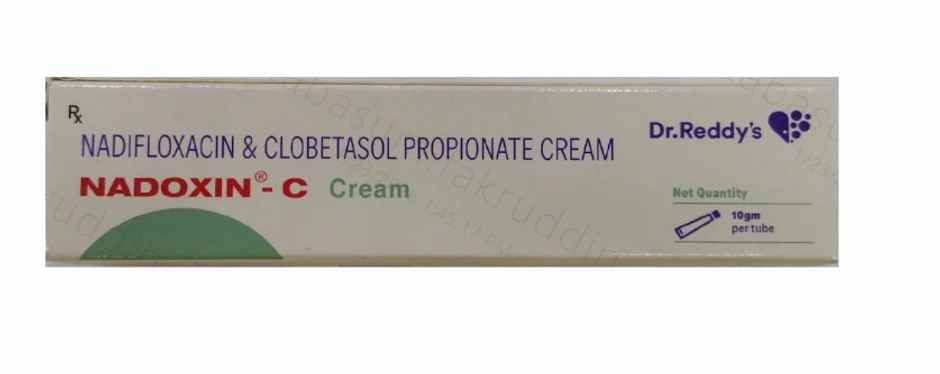 Rx
NADIFLOXACIN & CLOBETASOL PROPIONATE CREAM
NADOXIN®- C Cream
Dr.Reddy's
Net Quantity
10gm
per tube